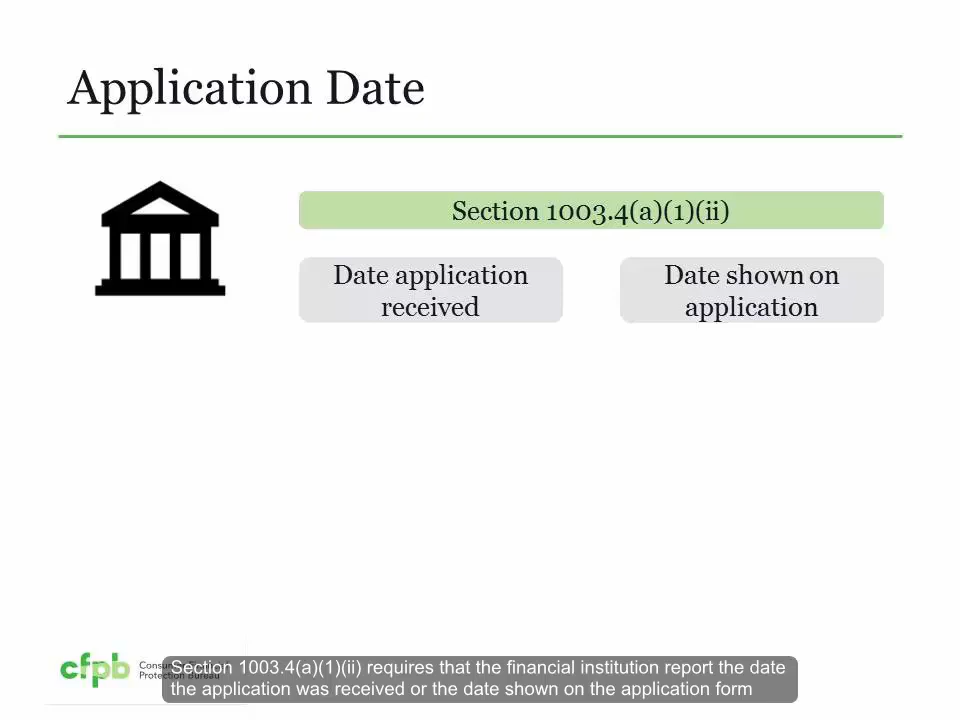 Application Date
Section 1003.4(a)(1)(ii)
Date application
received
Date shown on
application
cfpb
Protection Bureau
Section 1003.4(a)(1)(ii) requires that the financial institution report the date
the application was received or the date shown on the application form